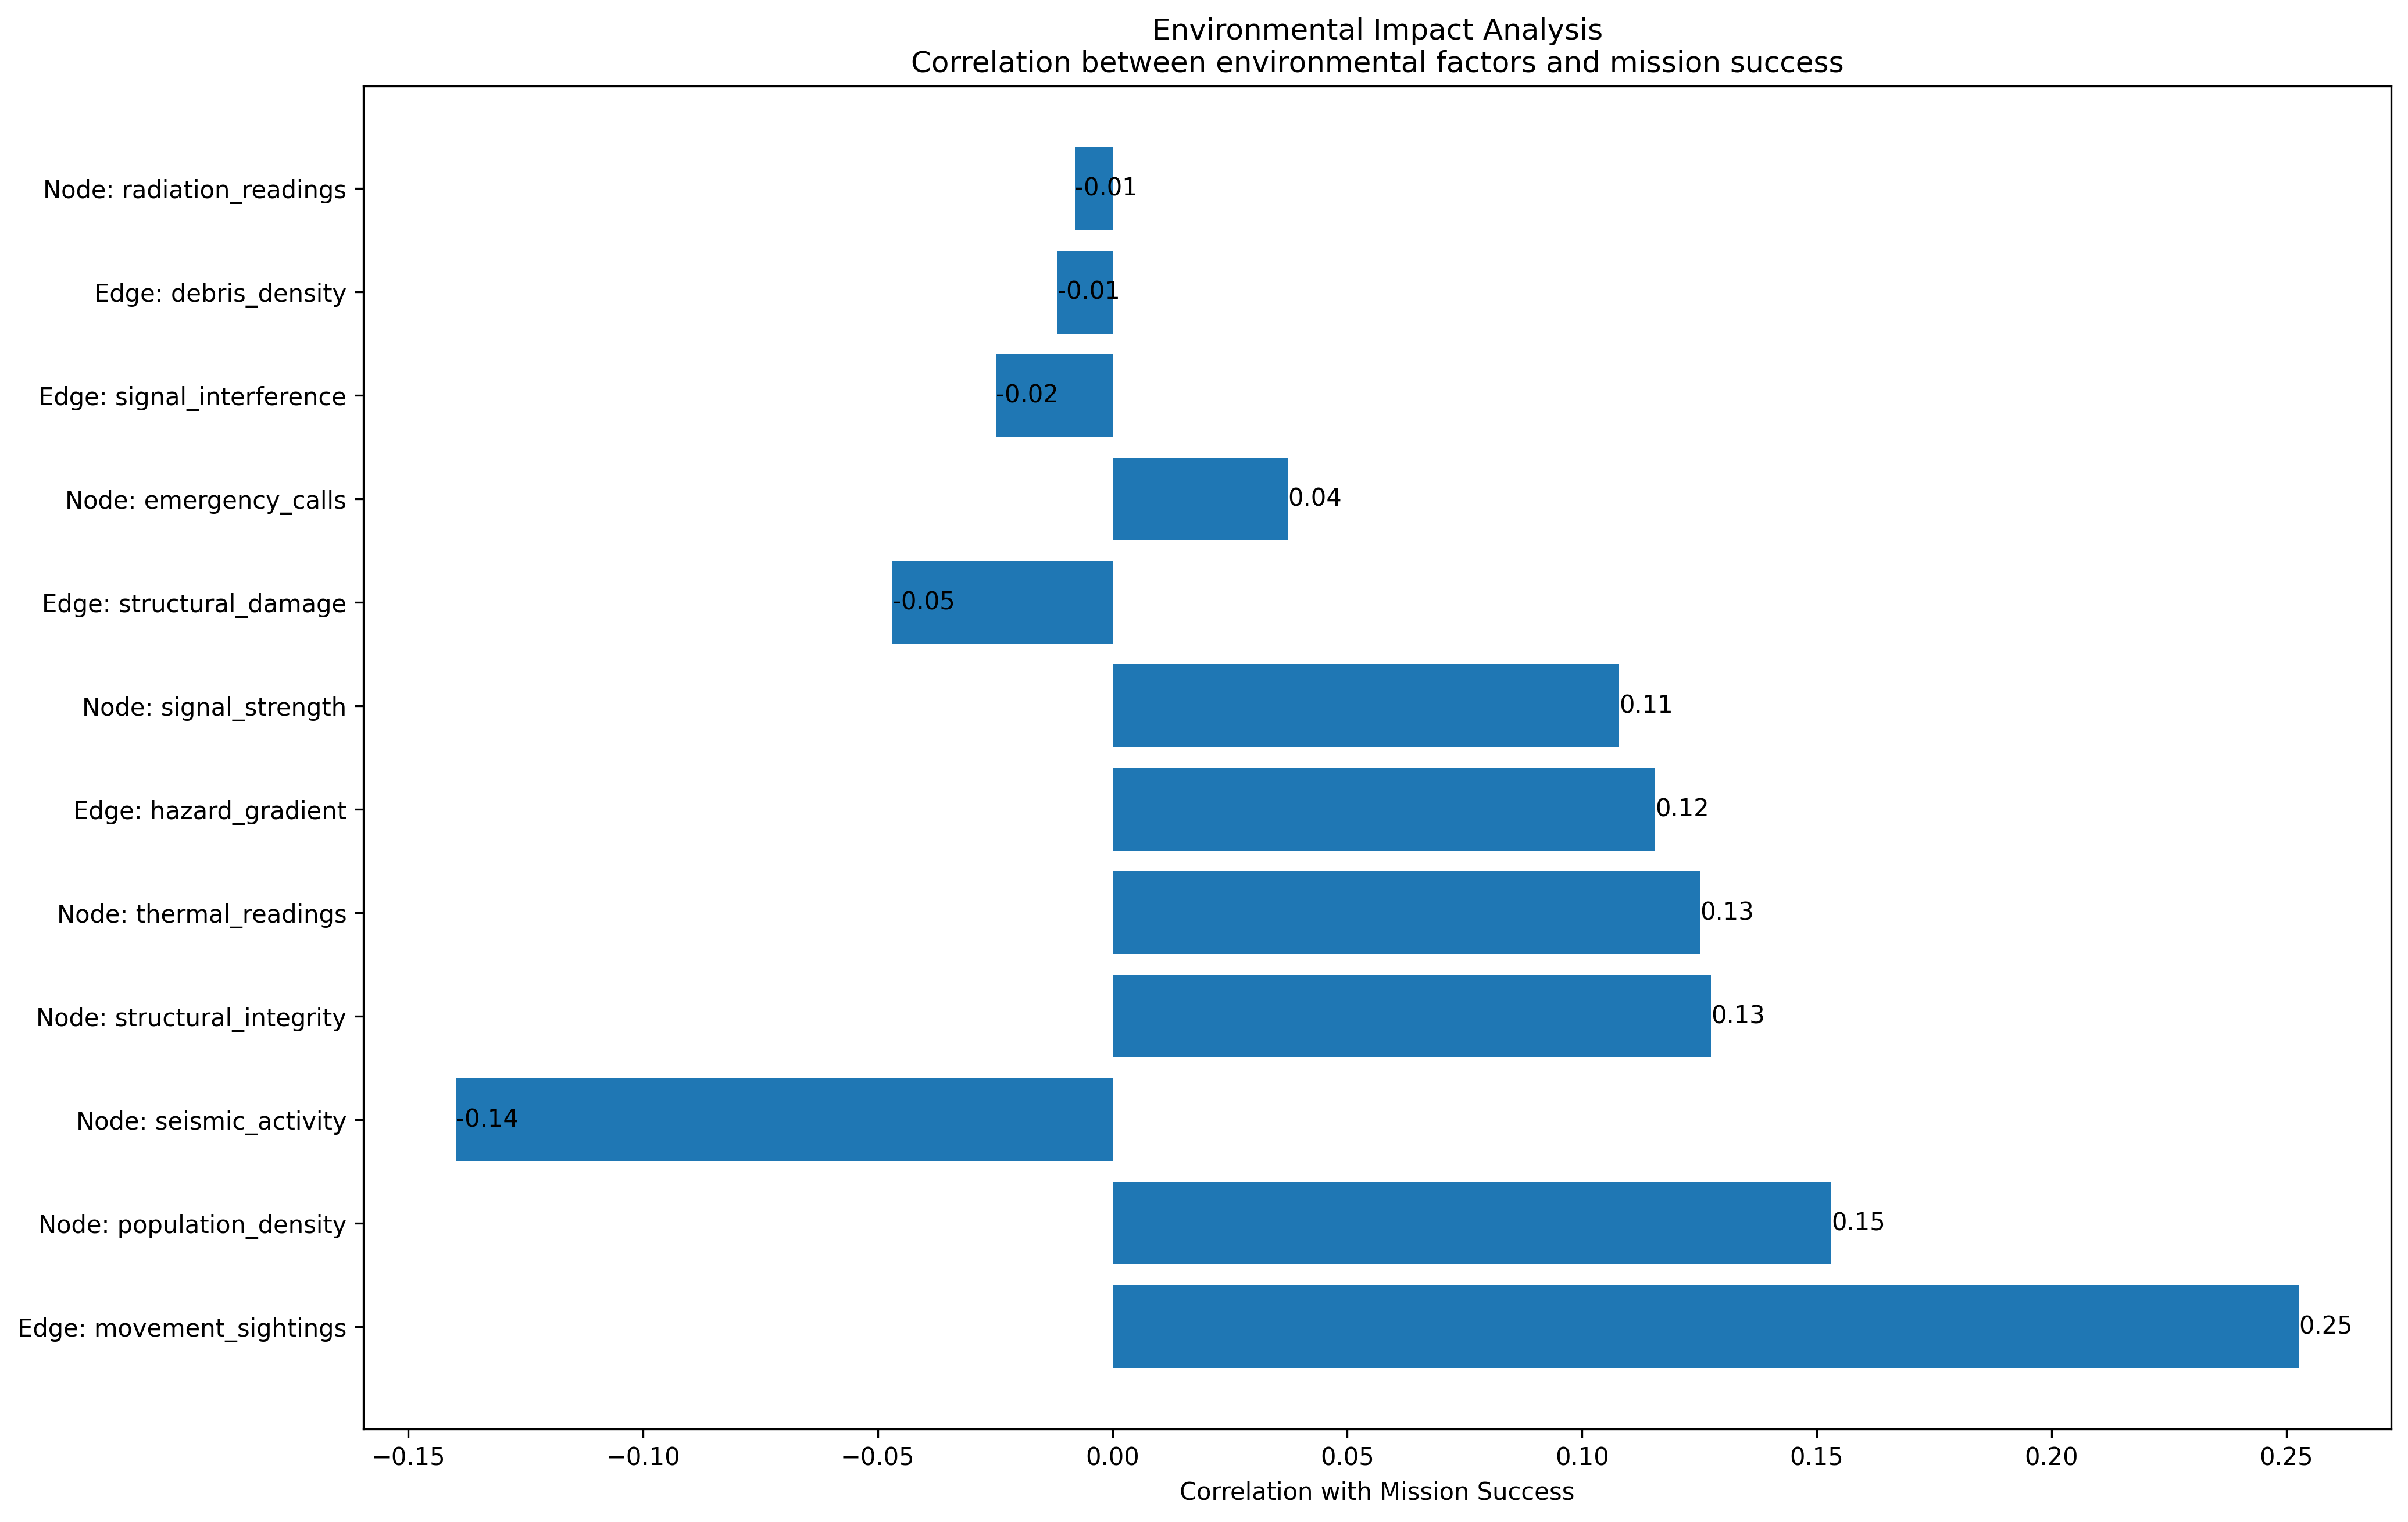 Environmental Impact Analysis
Correlation between environmental factors and mission success
Node: radiation_readings
-0.01
Edge: debris_density
-0.01
Edge: signal_interference
-0.02
Node: emergency_calls
0.04
Edge: structural_damage
-0.05
Node: signal_strength
0.11
Edge: hazard_gradient
0.12
Node: thermal_readings
0.13
Node: structural_integrity
0.13
Node: seismic_activity
-0.14
Node: population_density
0.15
Edge: movement_sightings
0.25
−0.15 −0.10 −0.05 0.00 0.05 0.10 0.15 0.20 0.25
Correlation with Mission Success